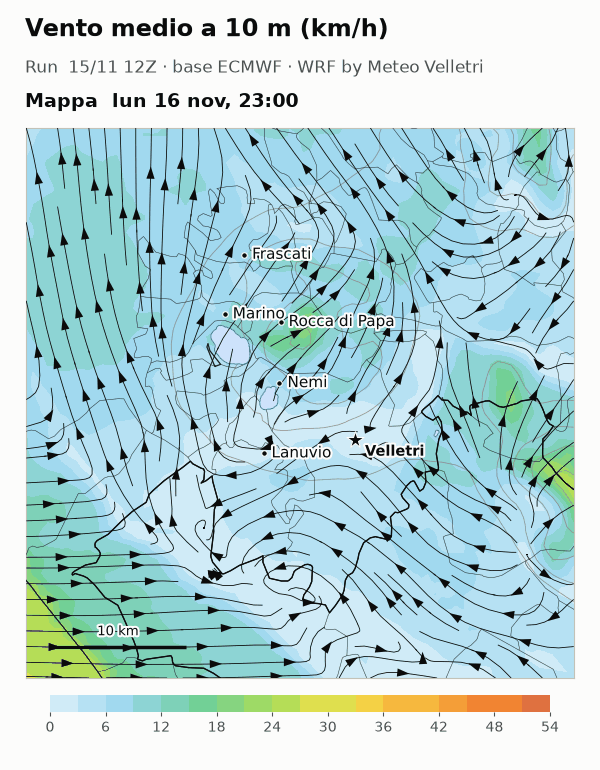 Vento medio a 10 m (km/h)
Run  15/11 12Z · base ECMWF · WRF by Meteo Velletri
Mappa  lun 16 nov, 23:00
Frascati
Marino
Rocca di Papa
Nemi
Velletri
Lanuvio
10 km
0 6 12 18 24 30 36 42 48 54